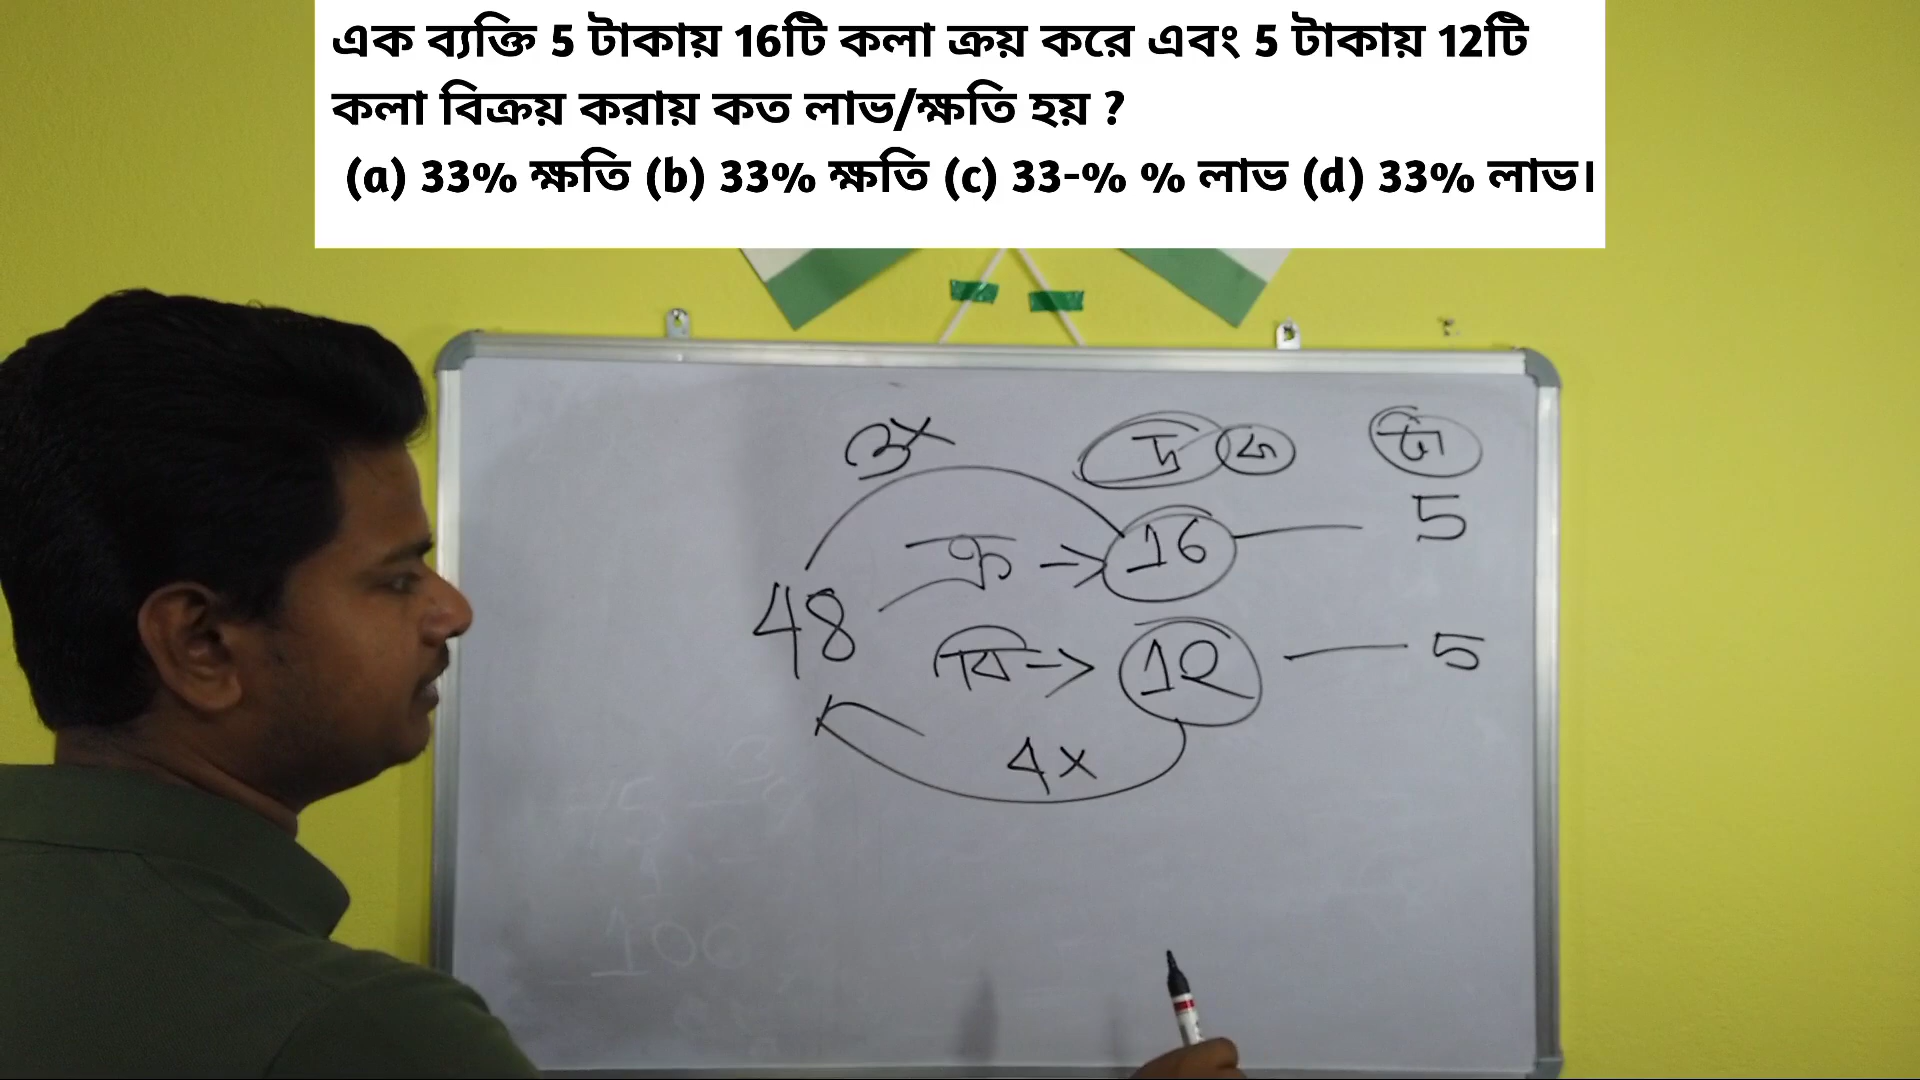 এক ব্যক্তি 5 টাকায় 16টি কলা ক্রয় করে এবং 5 টাকায় 12টি
কলা বিক্রয় করায় কত লাভ/ক্ষতি হয় ?
(a) 33% ক্ষতি (b) 33% ক্ষতি (c) 33-% % লাভ (d) 33% লাভ।
3x
টা
ক্র → 16 — 5
48
বি → 12 — 5
4x
100